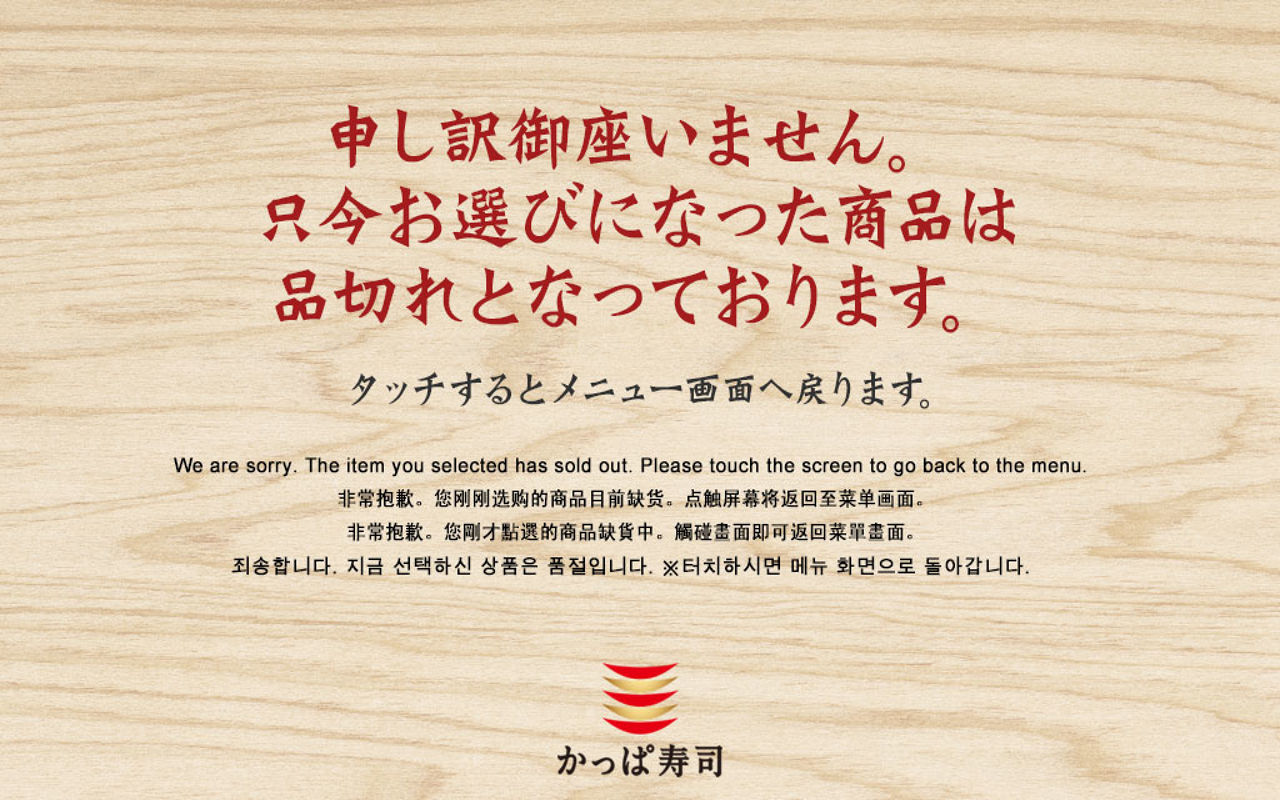 申し訳御座いません。
只今お選びになった商品は
品切れとなっております。
タッチするとメニュー画面へ戻ります。
We are sorry. The item you selected has sold out. Please touch the screen to go back to the menu.
非常抱歉。您刚刚选购的商品目前缺货。点触屏幕将返回至菜单画面。
非常抱歉。您剛才點選的商品缺貨中。觸碰畫面即可返回菜單畫面。
죄송합니다. 지금 선택하신 상품은 품절입니다. ※터치하시면 메뉴 화면으로 돌아갑니다.
かっぱ寿司